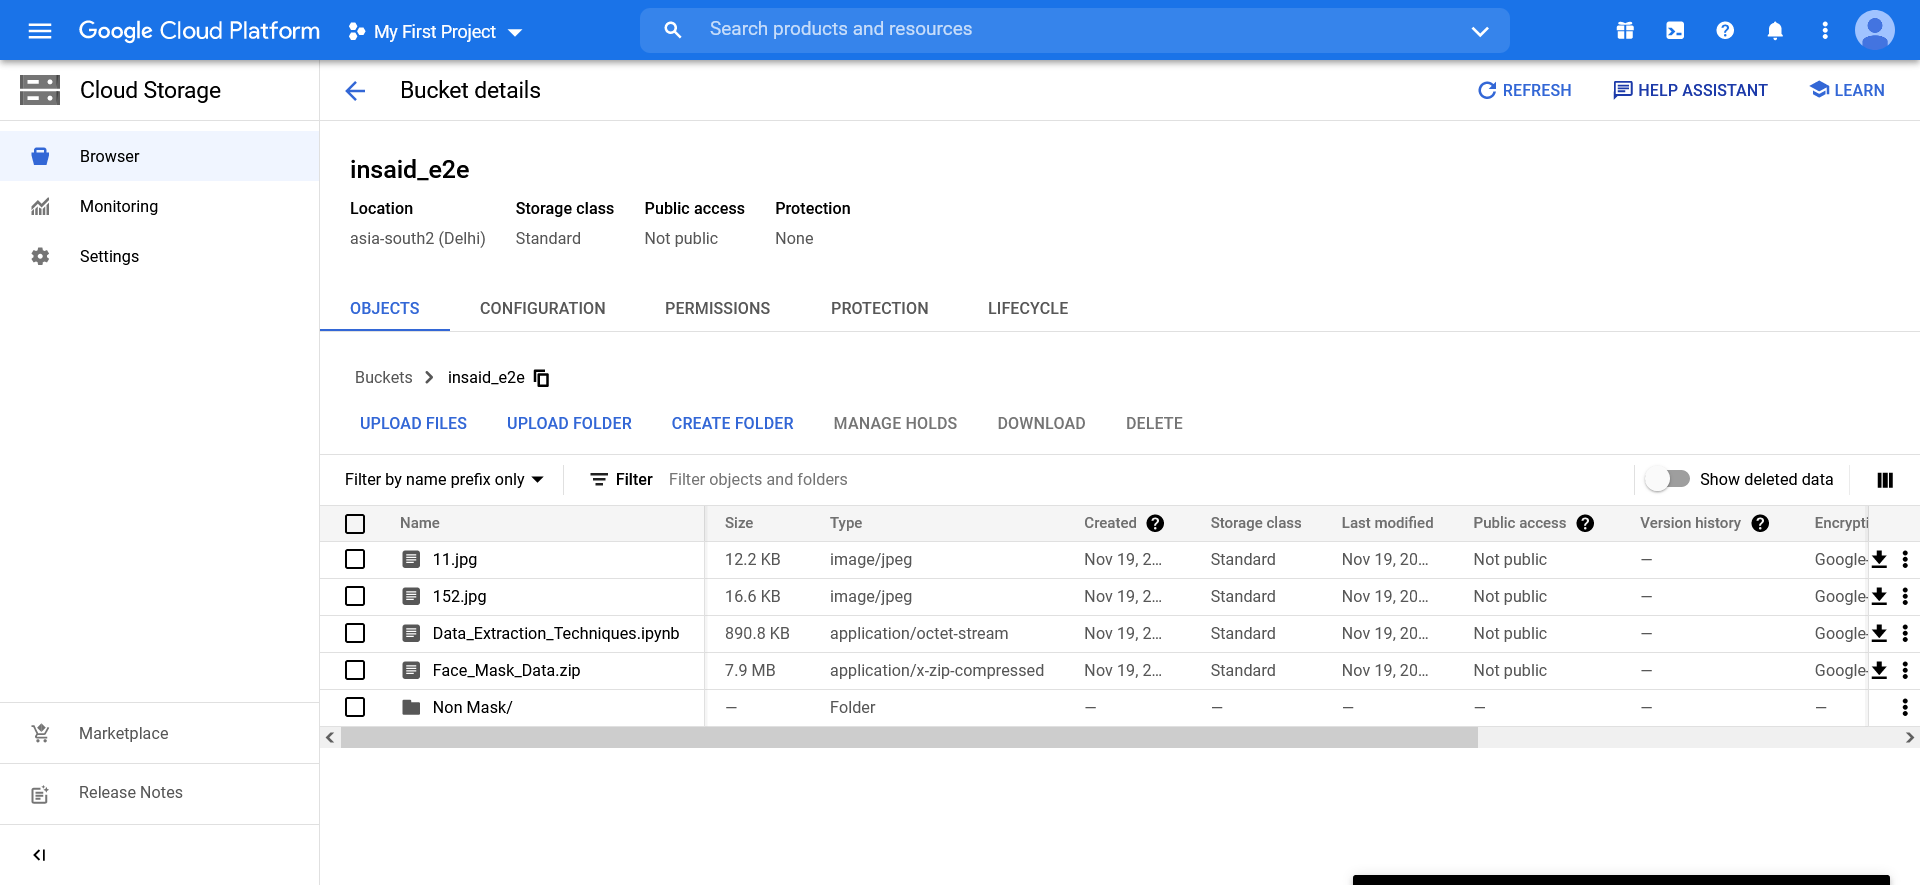 Google Cloud Platform
My First Project
Search products and resources
Cloud Storage
Bucket details
REFRESH
HELP ASSISTANT
LEARN
Browser
Monitoring
Settings
Marketplace
Release Notes
insaid_e2e
Location Storage class Public access Protection
asia-south2 (Delhi) Standard Not public None
OBJECTS CONFIGURATION PERMISSIONS PROTECTION LIFECYCLE
Buckets insaid_e2e
UPLOAD FILES UPLOAD FOLDER CREATE FOLDER MANAGE HOLDS DOWNLOAD DELETE
Filter by name prefix only Filter Filter objects and folders Show deleted data
Name Size Type Created Storage class Last modified Public access Version history Encrypti
11.jpg 12.2 KB image/jpeg Nov 19, 2... Standard Nov 19, 20... Not public — Google-
152.jpg 16.6 KB image/jpeg Nov 19, 2... Standard Nov 19, 20... Not public — Google-
Data_Extraction_Techniques.ipynb 890.8 KB application/octet-stream Nov 19, 2... Standard Nov 19, 20... Not public — Google-
Face_Mask_Data.zip 7.9 MB application/x-zip-compressed Nov 19, 2... Standard Nov 19, 20... Not public — Google-
Non Mask/ — Folder — — — — — —